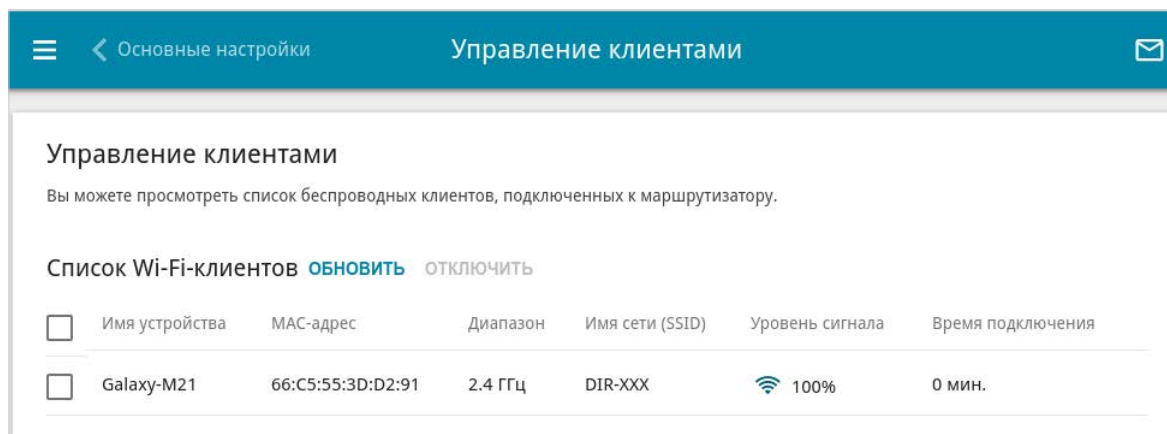 Основные настройки Управление клиентами
Управление клиентами
Вы можете просмотреть список беспроводных клиентов, подключенных к маршрутизатору.
Список Wi-Fi-клиентов ОБНОВИТЬ ОТКЛЮЧИТЬ
Имя устройства MAC-адрес Диапазон Имя сети (SSID) Уровень сигнала Время подключения
Galaxy-M21 66:C5:55:3D:D2:91 2.4 ГГц DIR-XXX 100% 0 мин.